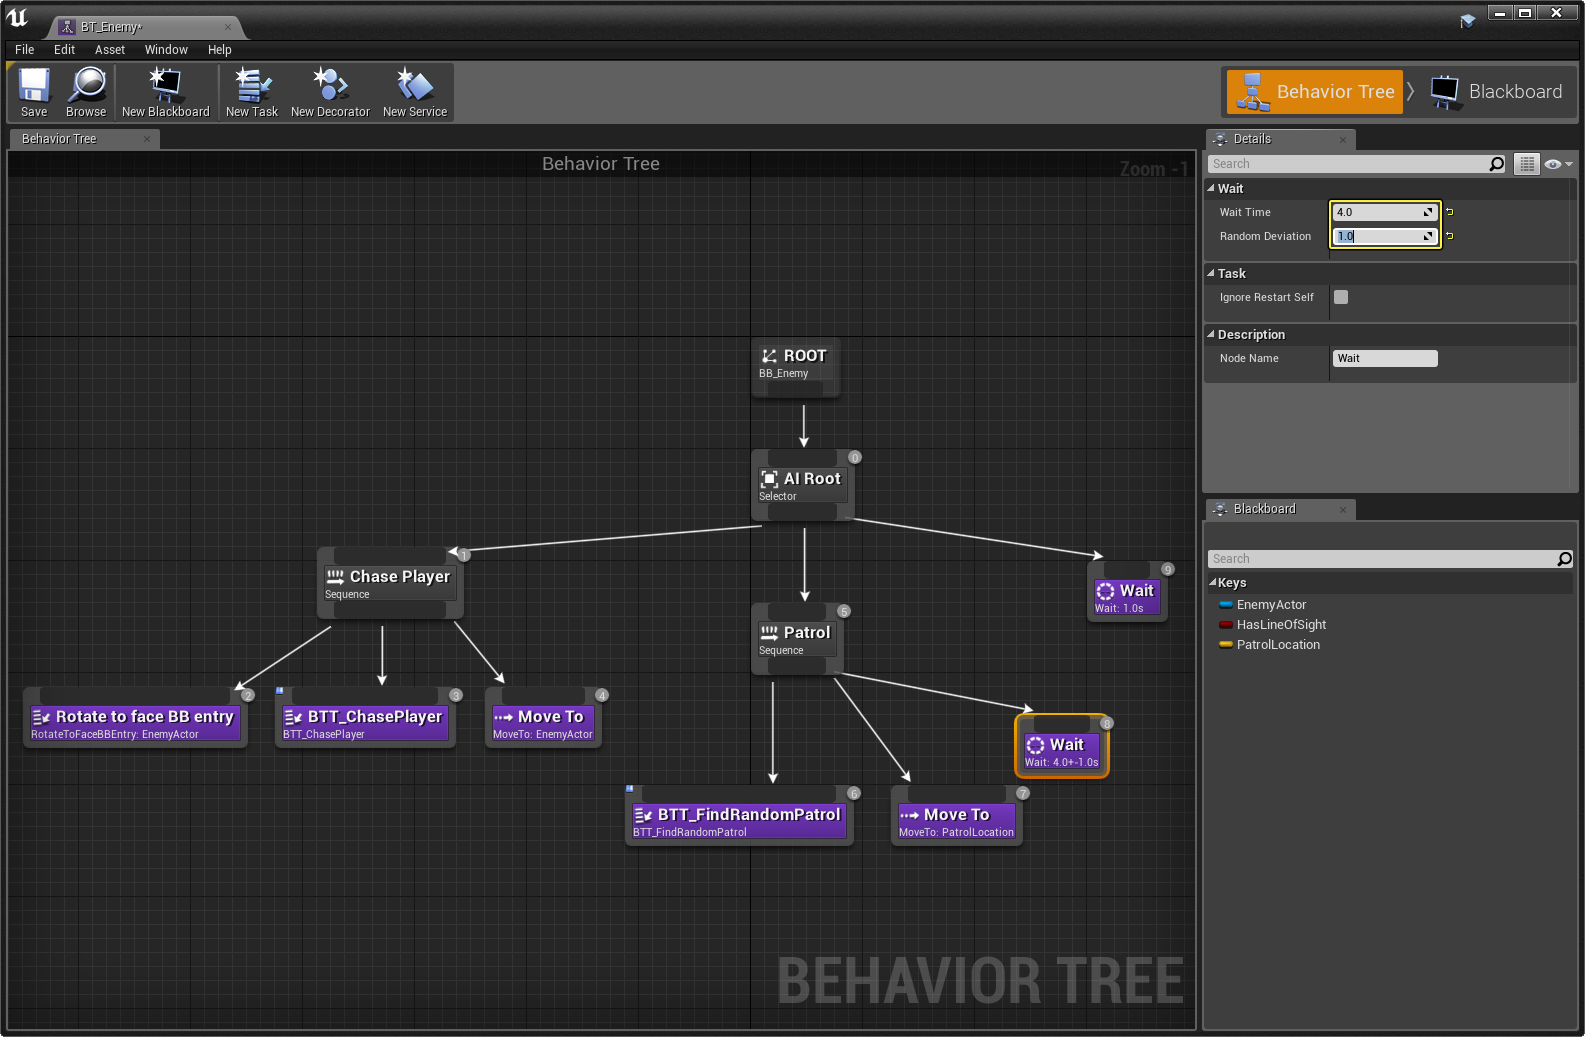 BT_Enemy*
File Edit Asset Window Help
Save Browse New Blackboard New Task New Decorator New Service
Behavior Tree Blackboard
Behavior Tree
Behavior Tree
Zoom -1
ROOT
BB_Enemy
0
AI Root
Selector
1
Chase Player
Sequence
9
Wait
Wait: 1.0s
5
Patrol
Sequence
2
Rotate to face BB entry
RotateToFaceBBEntry: EnemyActor
3
BTT_ChasePlayer
BTT_ChasePlayer
4
Move To
MoveTo: EnemyActor
8
Wait
Wait: 4.0+-1.0s
6
BTT_FindRandomPatrol
BTT_FindRandomPatrol
7
Move To
MoveTo: PatrolLocation
BEHAVIOR TREE
Details
Search
Wait
Wait Time 4.0
Random Deviation 1.0
Task
Ignore Restart Self
Description
Node Name Wait
Blackboard
Search
Keys
EnemyActor
HasLineOfSight
PatrolLocation